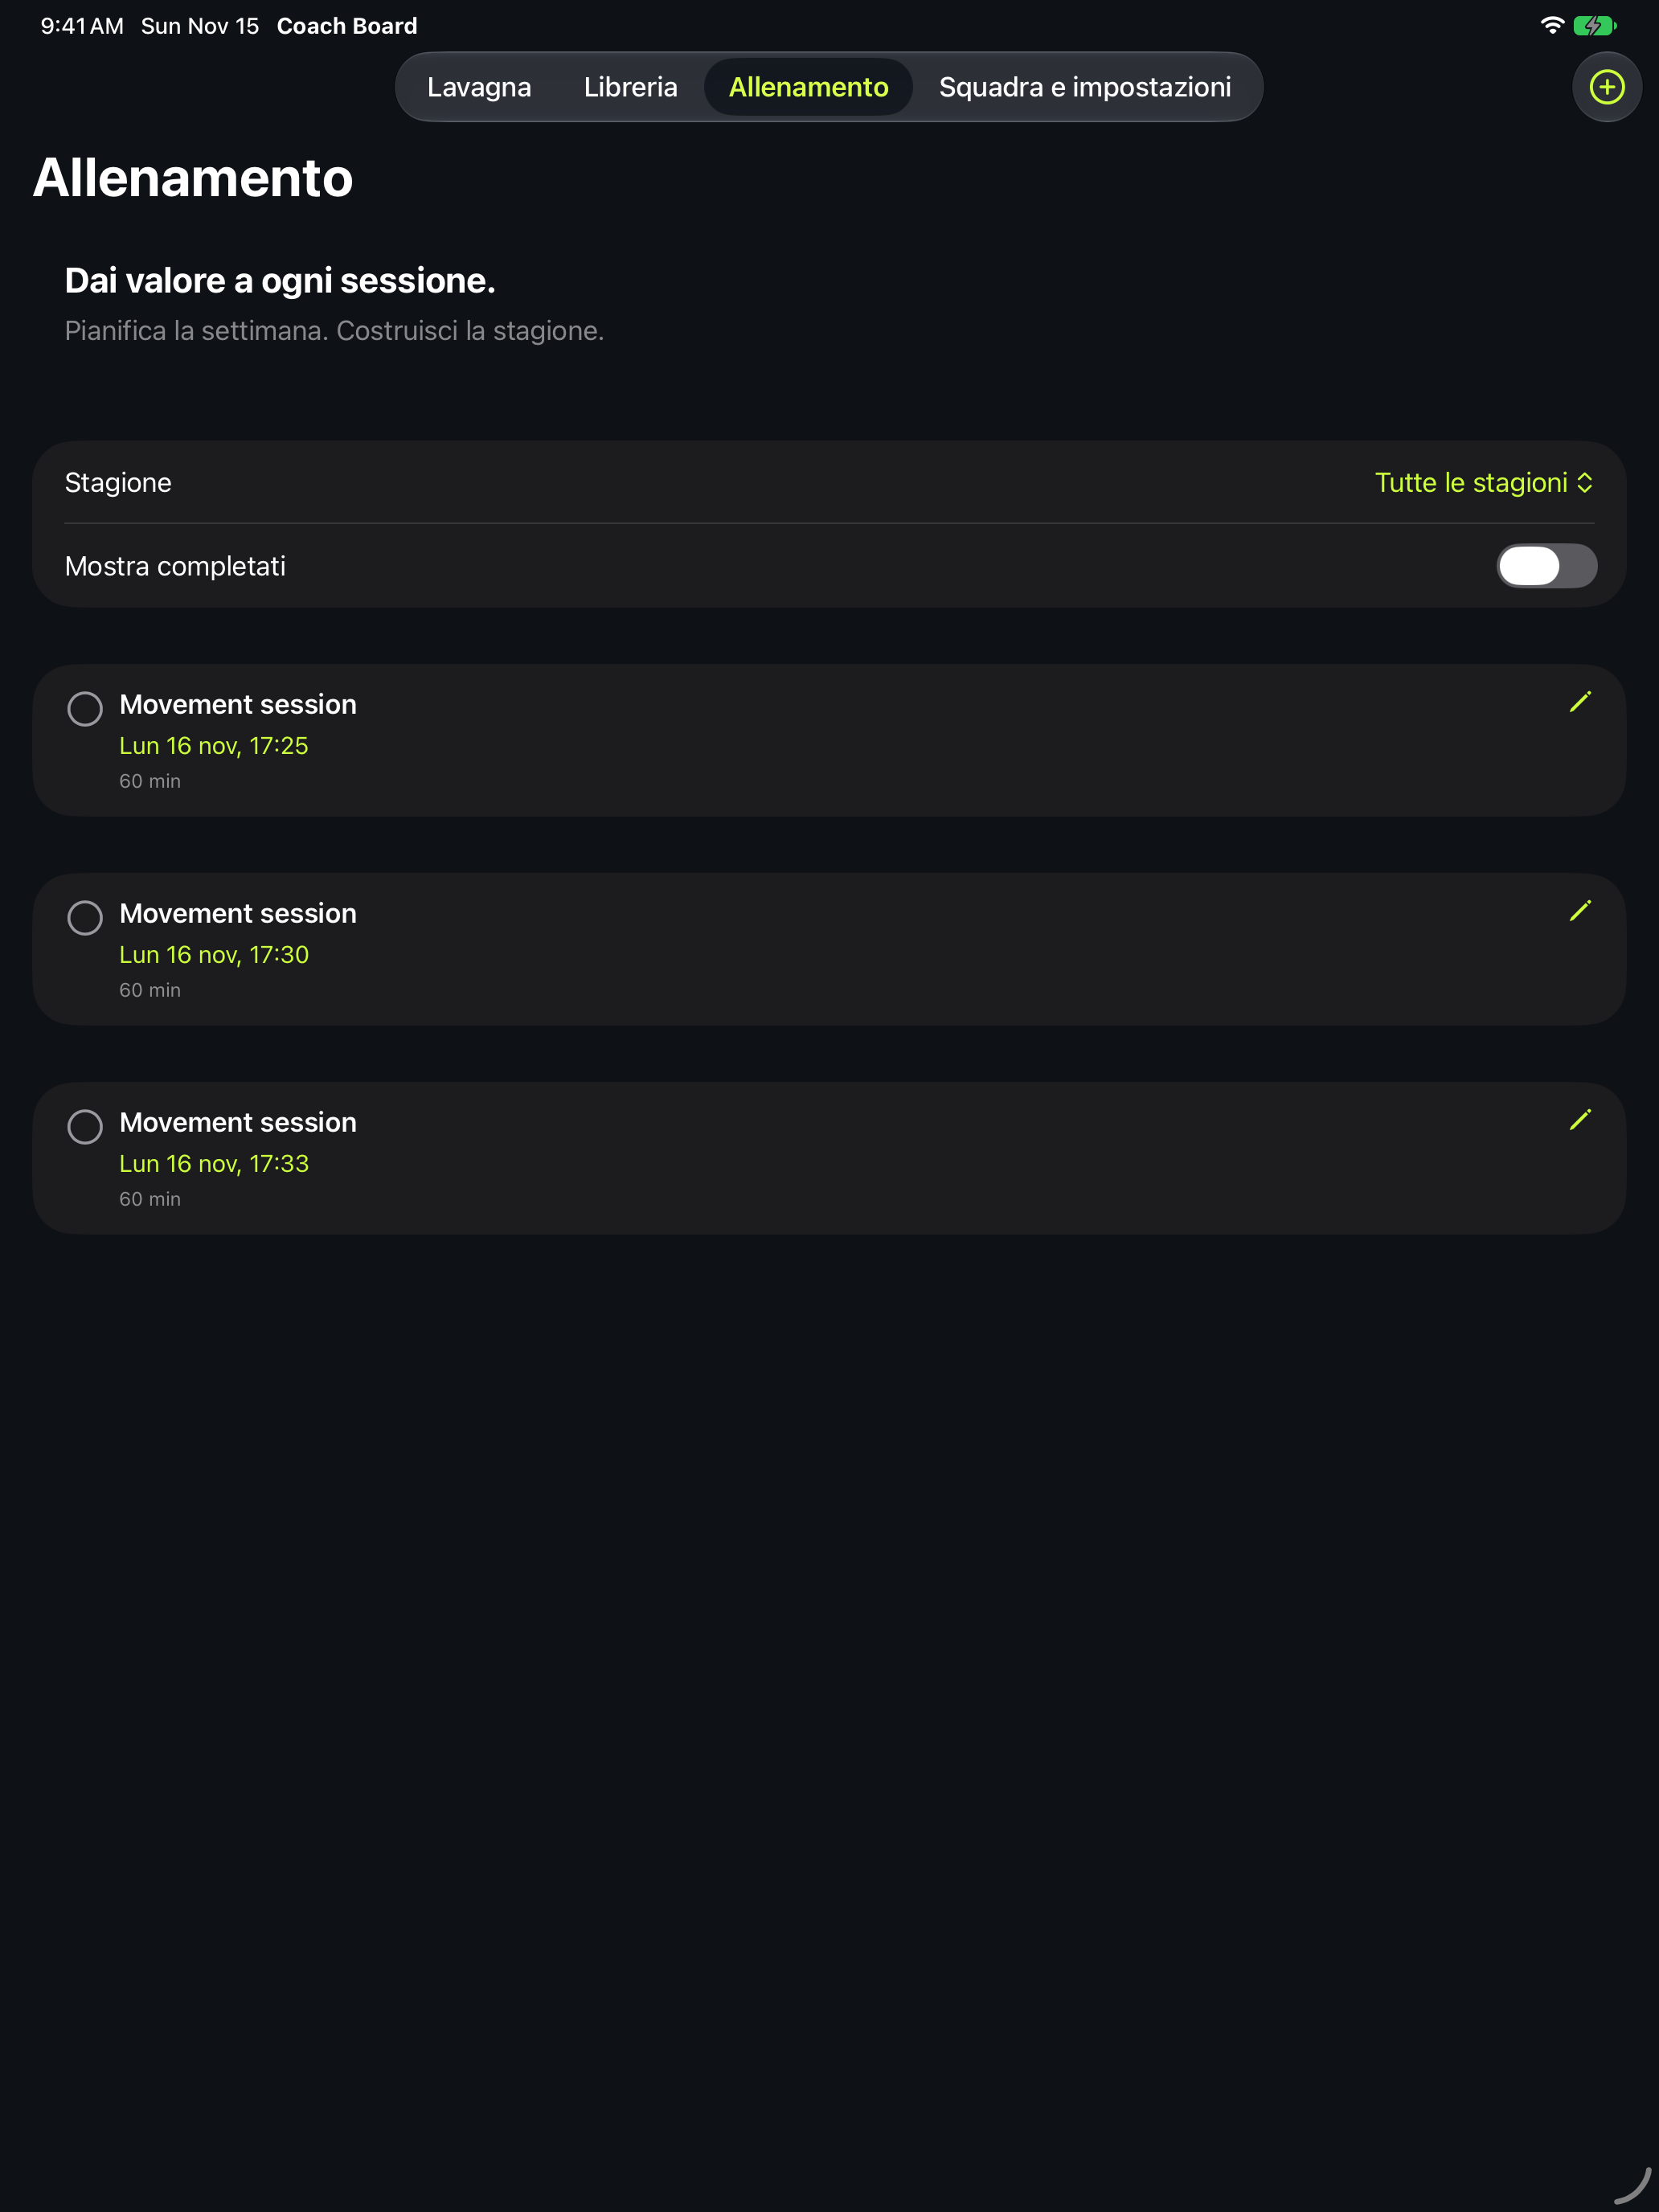 9:41 AM Sun Nov 15 Coach Board
Lavagna Libreria Allenamento Squadra e impostazioni
Allenamento
Dai valore a ogni sessione.
Pianifica la settimana. Costruisci la stagione.
Stagione Tutte le stagioni
Mostra completati
Movement session
Lun 16 nov, 17:25
60 min
Movement session
Lun 16 nov, 17:30
60 min
Movement session
Lun 16 nov, 17:33
60 min